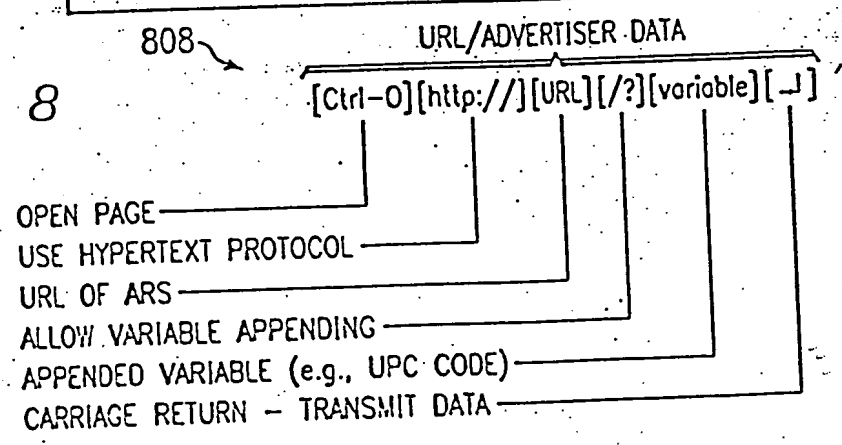 808
URL/ADVERTISER DATA
8
[Ctrl-O][http://][URL][/?][variable][↵]
OPEN PAGE
USE HYPERTEXT PROTOCOL
URL OF ARS
ALLOW VARIABLE APPENDING
APPENDED VARIABLE (e.g., UPC CODE)
CARRIAGE RETURN - TRANSMIT DATA